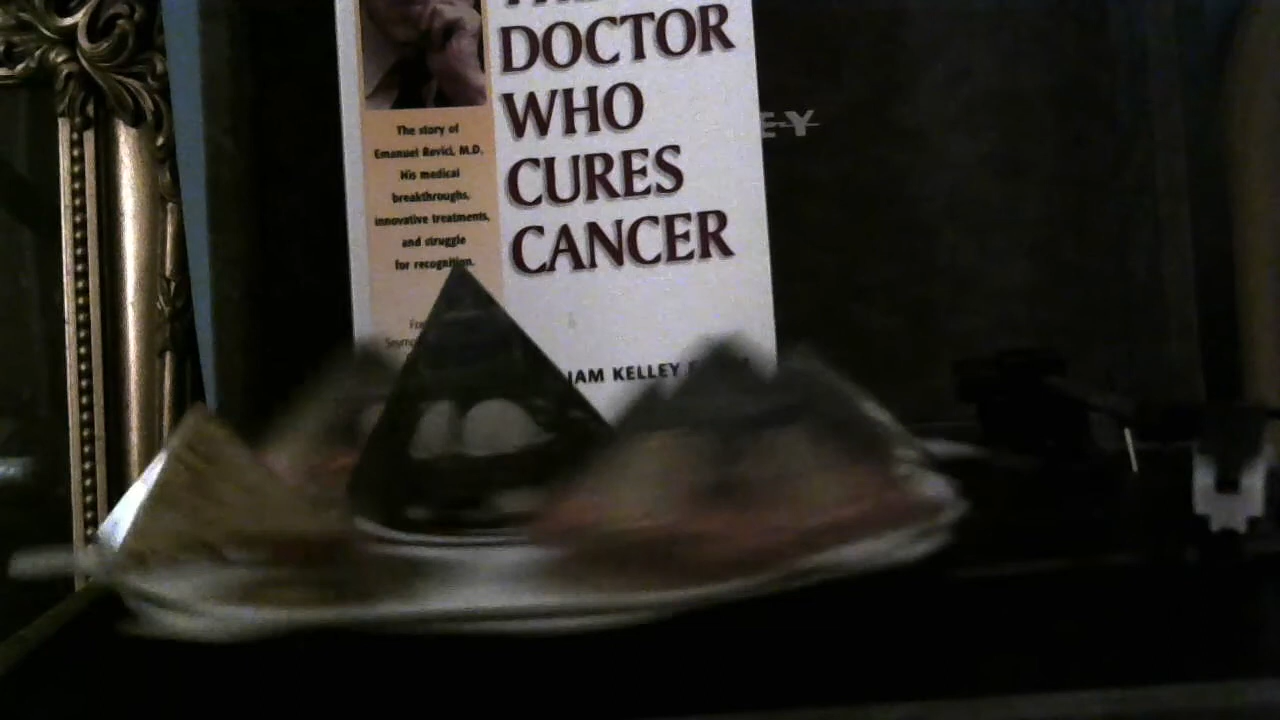 DOCTOR
WHO
CURES
CANCER
The story of
Emanuel Revici, M.D.
His medical
breakthroughs,
innovative treatments,
and struggle
for recognition.
KELLEY